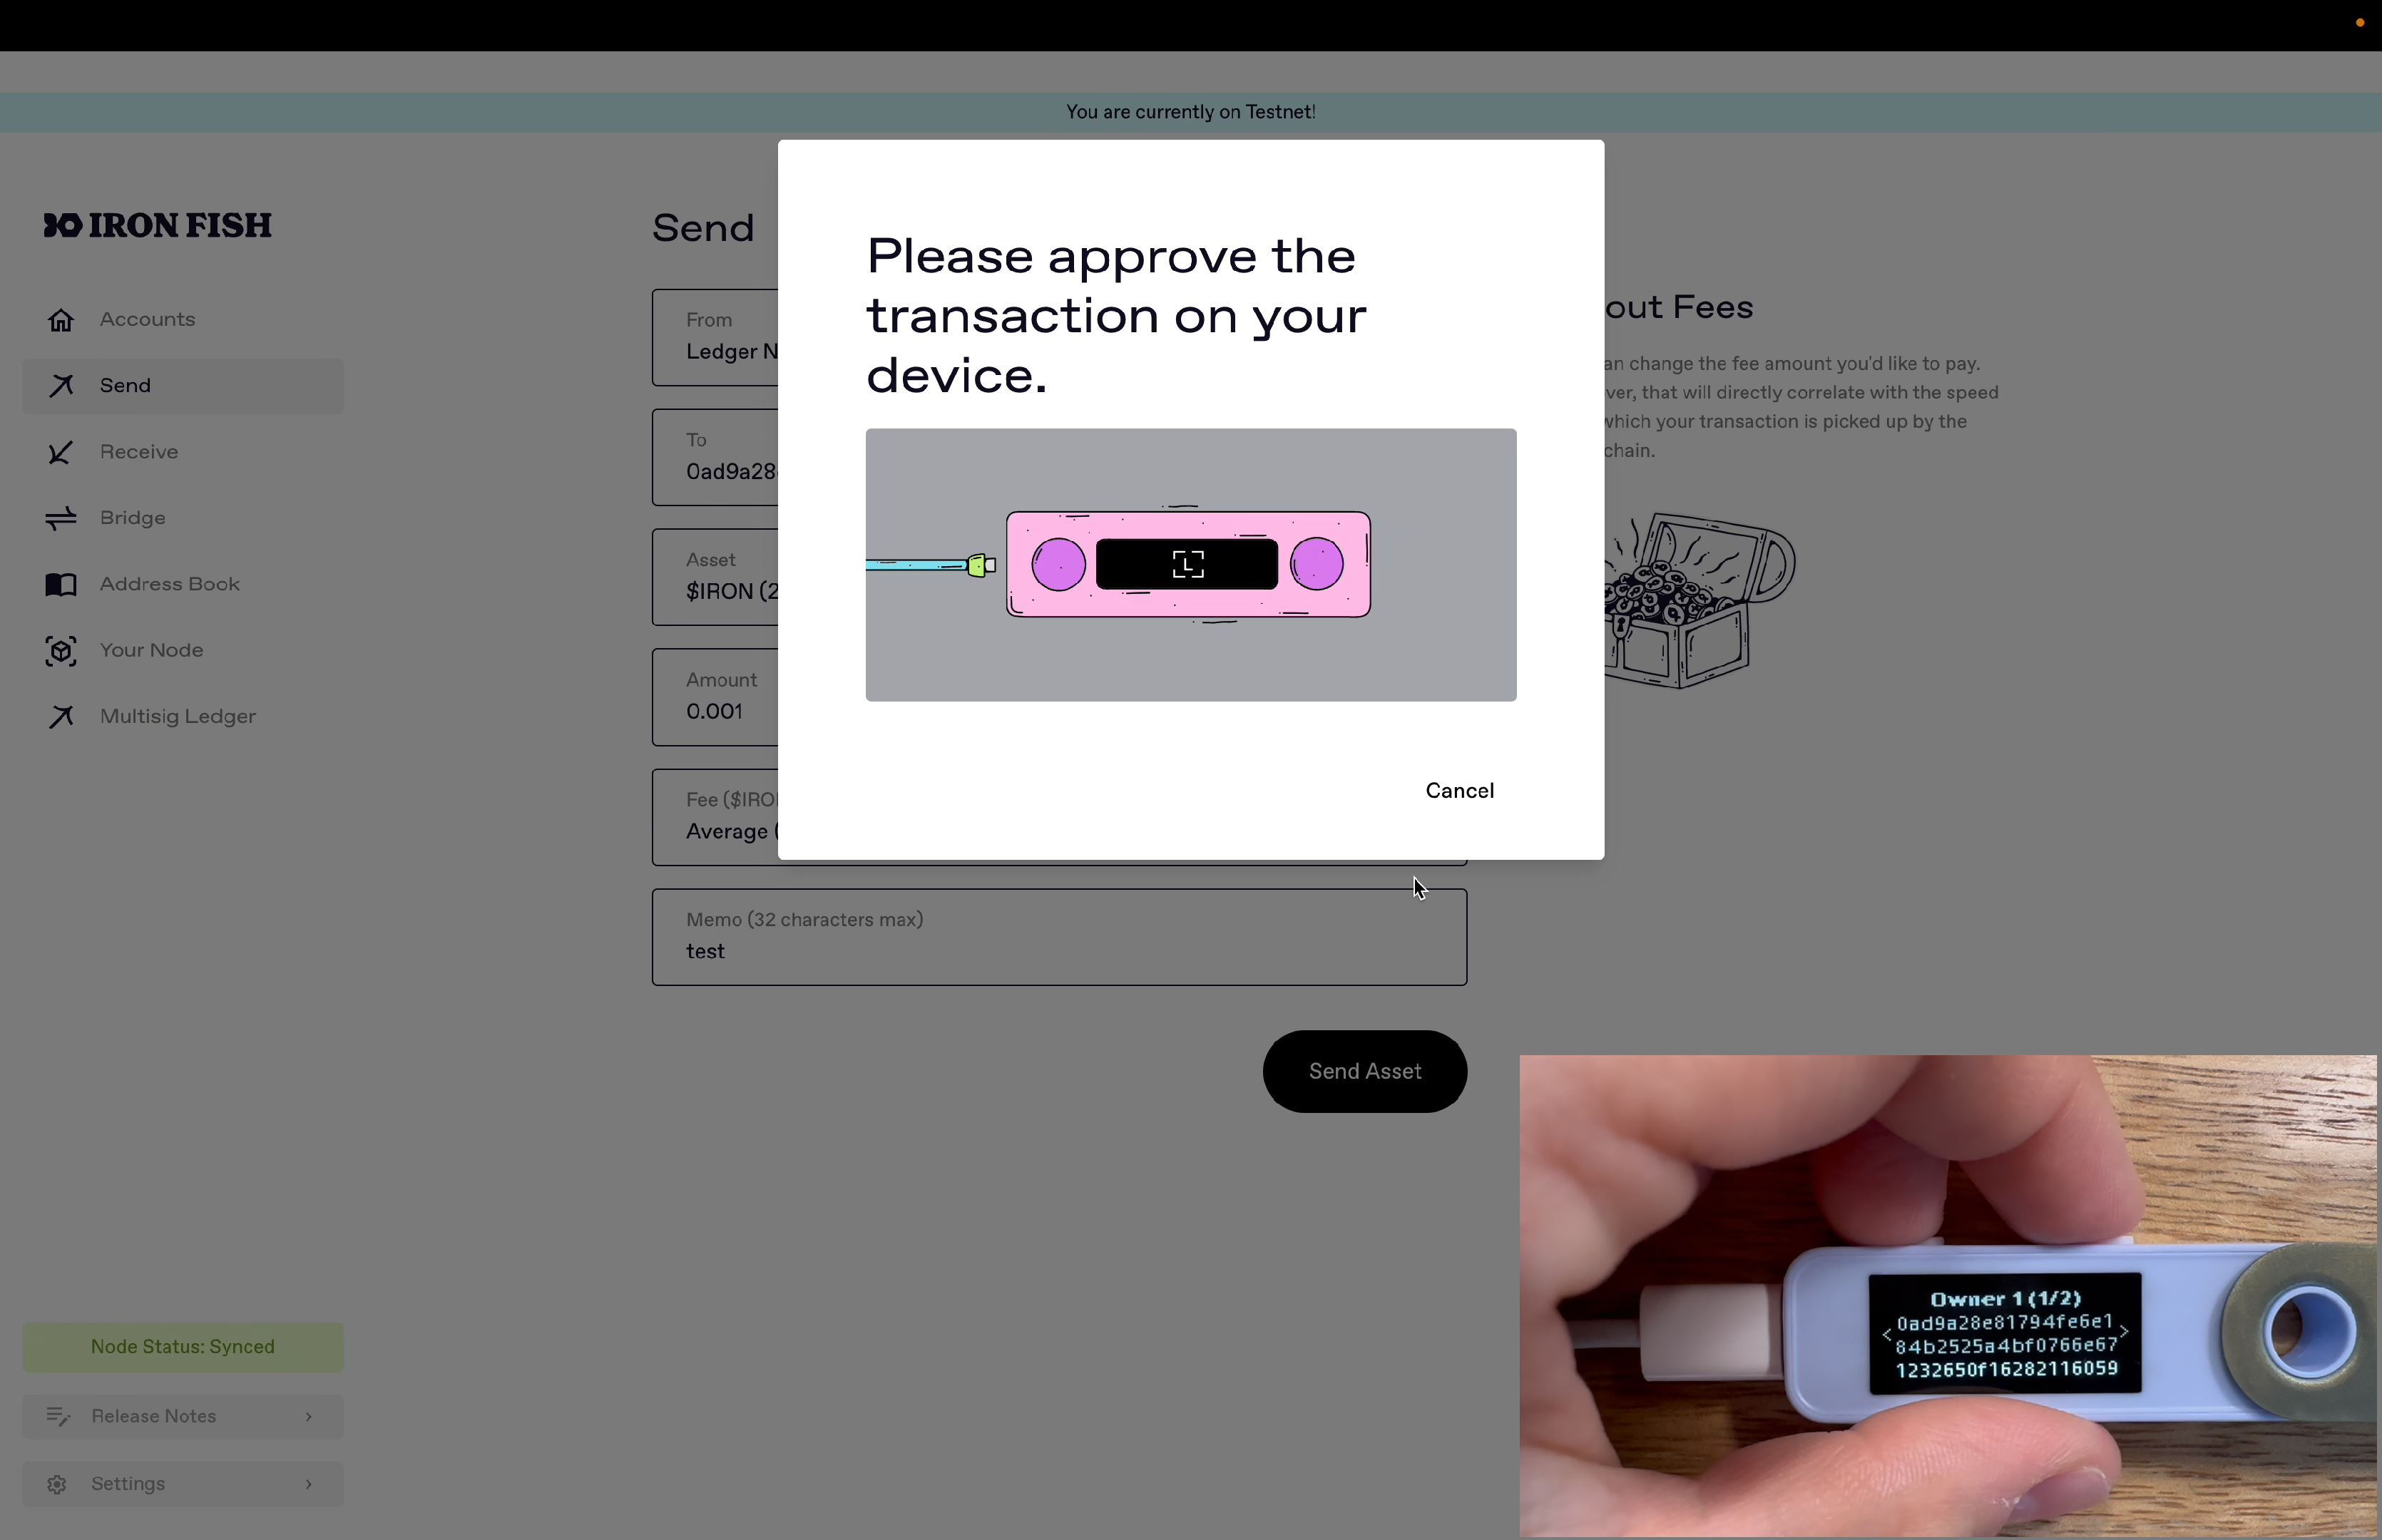 You are currently on Testnet!
IRON FISH
Accounts
Send
Receive
Bridge
Address Book
Your Node
Multisig Ledger
Node Status: Synced
Release Notes
Settings
Send
From
Ledger N
To
0ad9a28
Asset
$IRON (2
Amount
0.001
Fee ($IRO
Average (
Memo (32 characters max)
test
Send Asset
Please approve the
transaction on your
device.
L
Cancel
out Fees
an change the fee amount you'd like to pay.
ver, that will directly correlate with the speed
which your transaction is picked up by the
chain.
Owner 1 (1/2)
< 0ad9a28e81794fe6e1 >
84b2525a4bf0766e67
1232650f16282116059